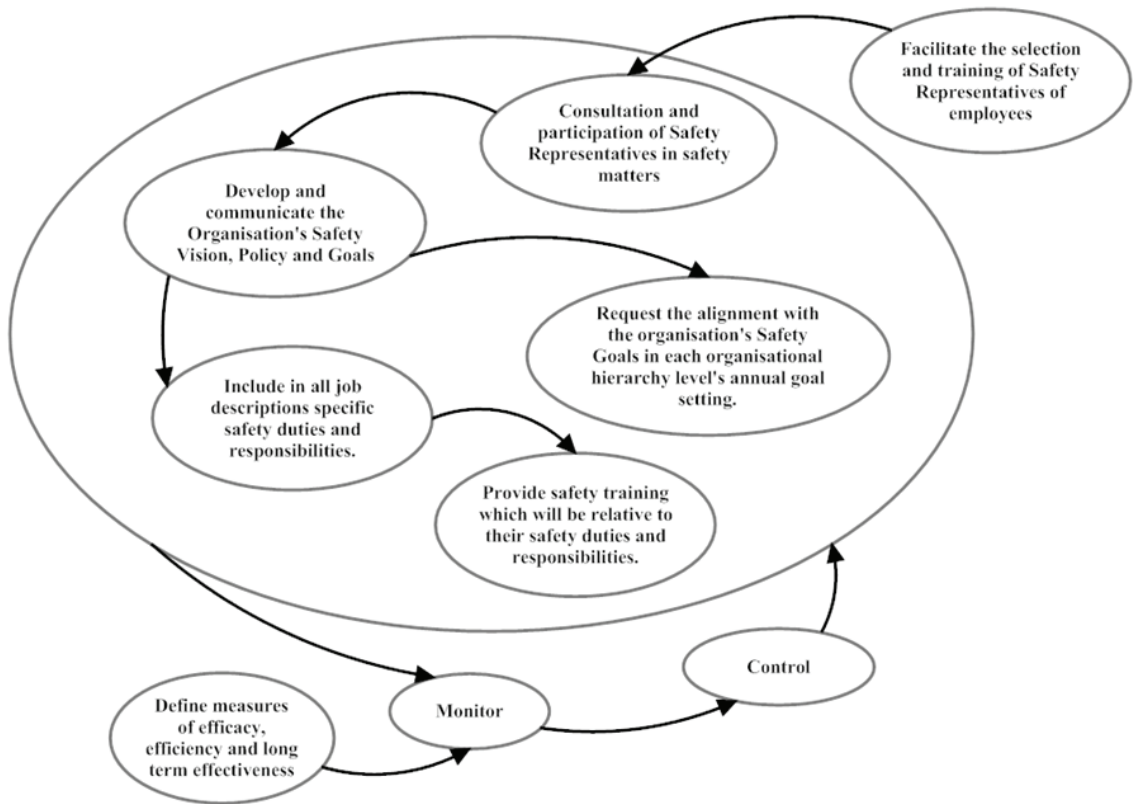 Facilitate the selection
and training of Safety
Representatives of
employees
Consultation and
participation of Safety
Representatives in safety
matters
Develop and
communicate the
Organisation's Safety
Vision, Policy and Goals
Request the alignment with
the organisation's Safety
Goals in each organisational
hierarchy level's annual goal
setting.
Include in all job
descriptions specific
safety duties and
responsibilities.
Provide safety training
which will be relative to
their safety duties and
responsibilities.
Control
Monitor
Define measures
of efficacy,
efficiency and long
term effectiveness